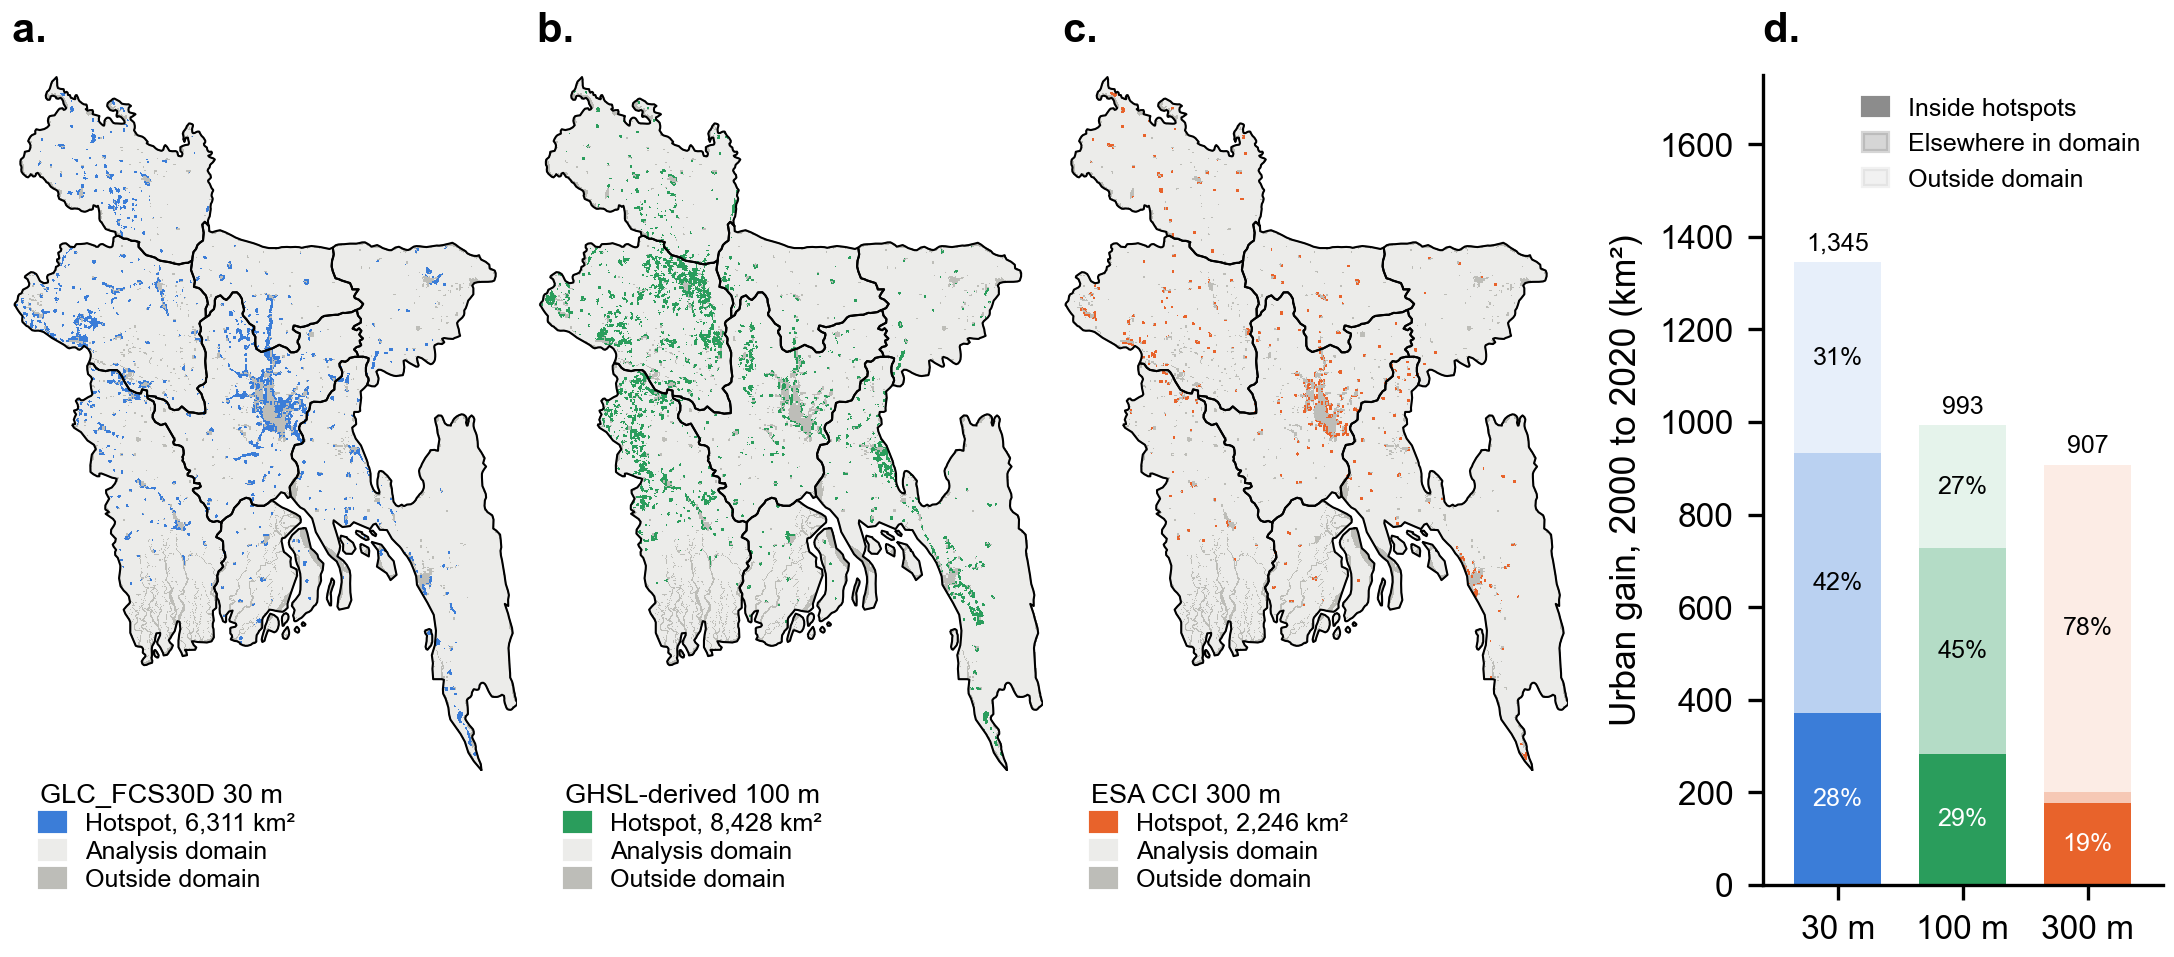 a.
GLC_FCS30D 30 m
Hotspot, 6,311 km²
Analysis domain
Outside domain
b.
GHSL-derived 100 m
Hotspot, 8,428 km²
Analysis domain
Outside domain
c.
ESA CCI 300 m
Hotspot, 2,246 km²
Analysis domain
Outside domain
d.
Urban gain, 2000 to 2020 (km²)
1600
1400
1200
1000
800
600
400
200
0
Inside hotspots
Elsewhere in domain
Outside domain
1,345
31%
42%
28%
993
27%
45%
29%
907
78%
19%
30 m
100 m
300 m